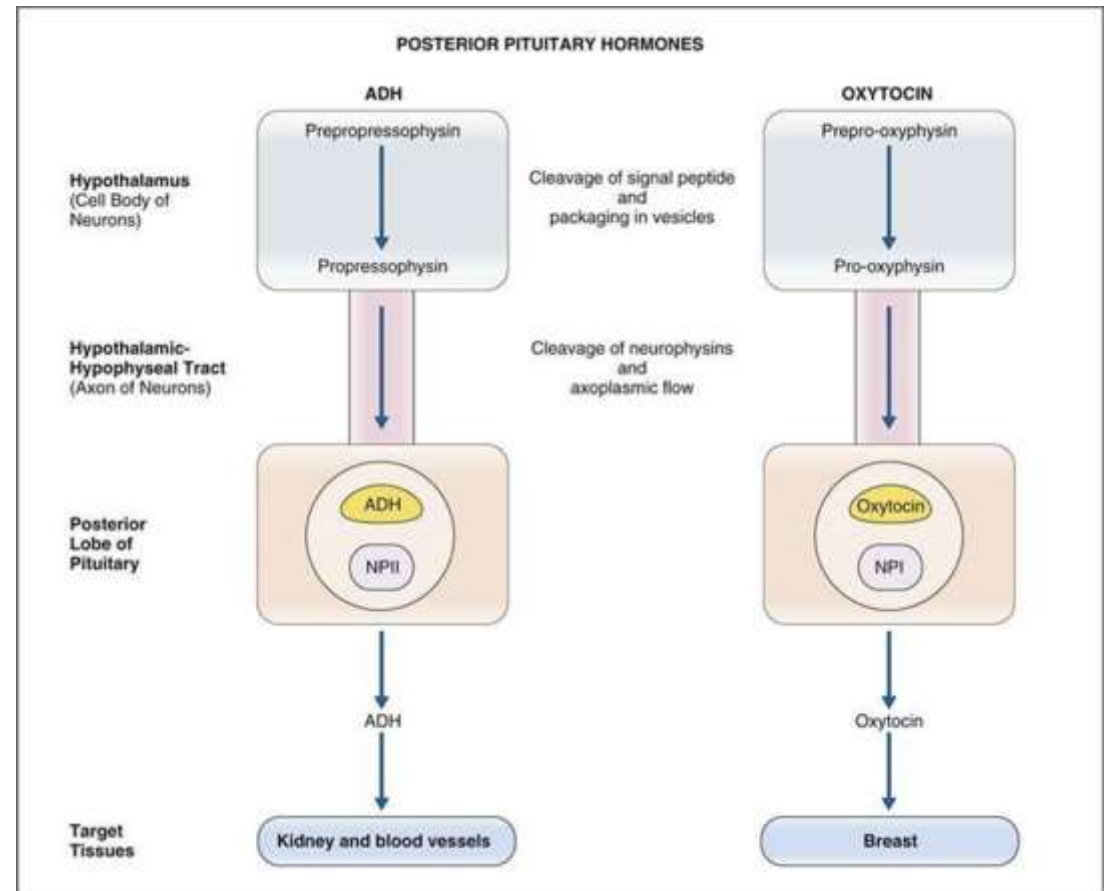 POSTERIOR PITUITARY HORMONES
ADH
OXYTOCIN
Prepropressophysin
Prepro-oxyphysin
Hypothalamus
(Cell Body of
Neurons)
Cleavage of signal peptide
and
packaging in vesicles
Propressophysin
Pro-oxyphysin
Hypothalamic-
Hypophyseal Tract
(Axon of Neurons)
Cleavage of neurophysins
and
axoplasmic flow
Posterior
Lobe of
Pituitary
ADH
NPII
Oxytocin
NPI
ADH
Oxytocin
Target
Tissues
Kidney and blood vessels
Breast